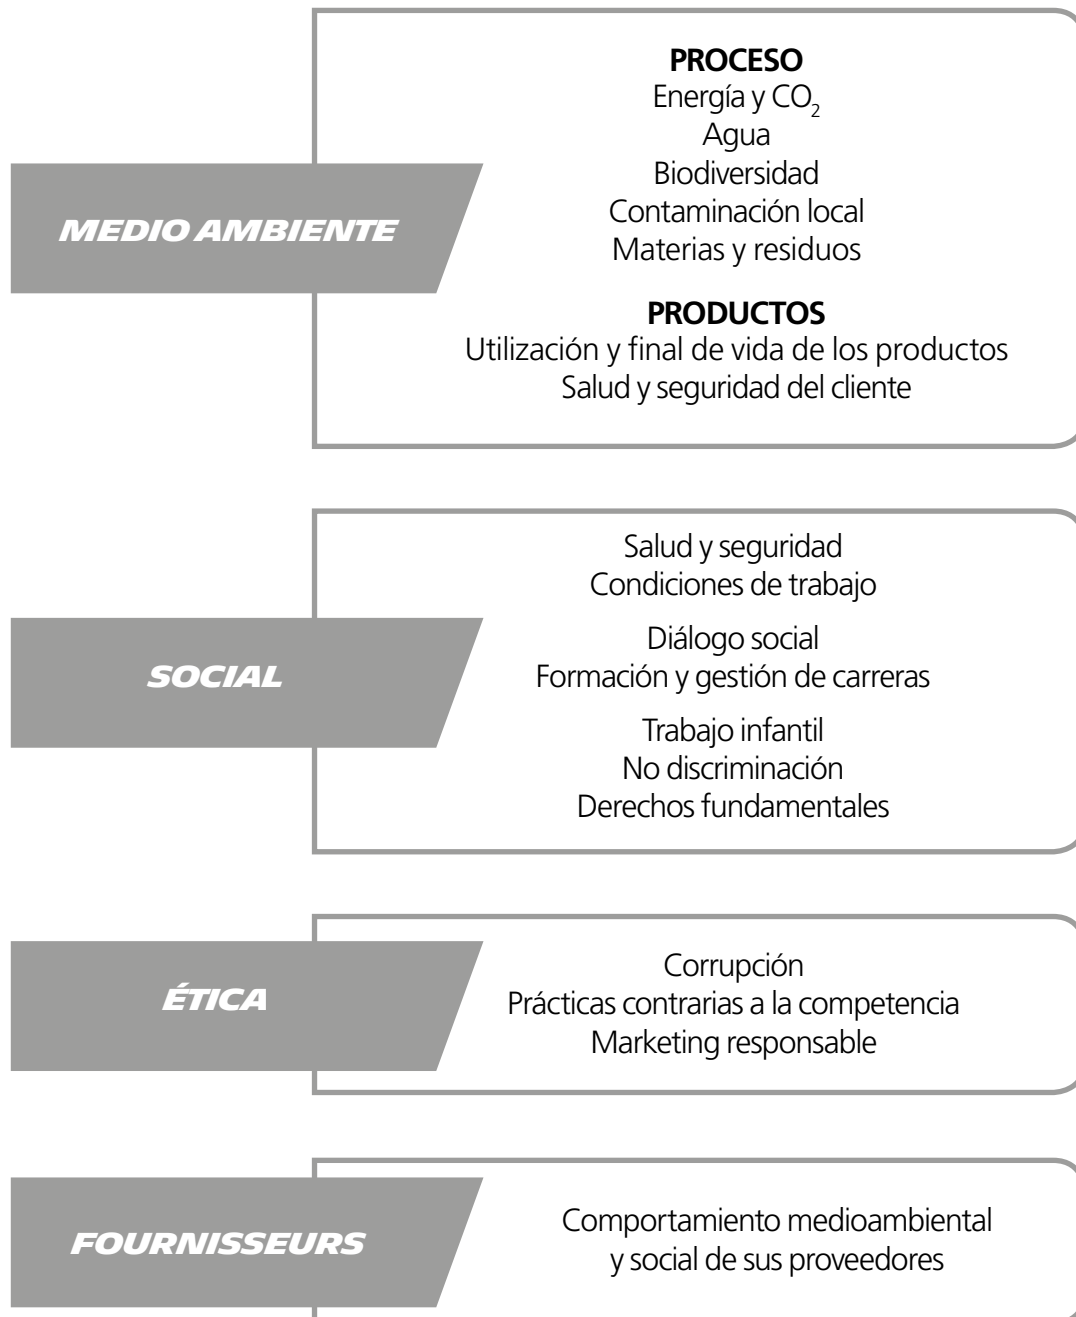 MEDIO AMBIENTE
PROCESO
Energía y CO₂
Agua
Biodiversidad
Contaminación local
Materias y residuos
PRODUCTOS
Utilización y final de vida de los productos
Salud y seguridad del cliente
SOCIAL
Salud y seguridad
Condiciones de trabajo
Diálogo social
Formación y gestión de carreras
Trabajo infantil
No discriminación
Derechos fundamentales
ÉTICA
Corrupción
Prácticas contrarias a la competencia
Marketing responsable
FOURNISSEURS
Comportamiento medioambiental
y social de sus proveedores